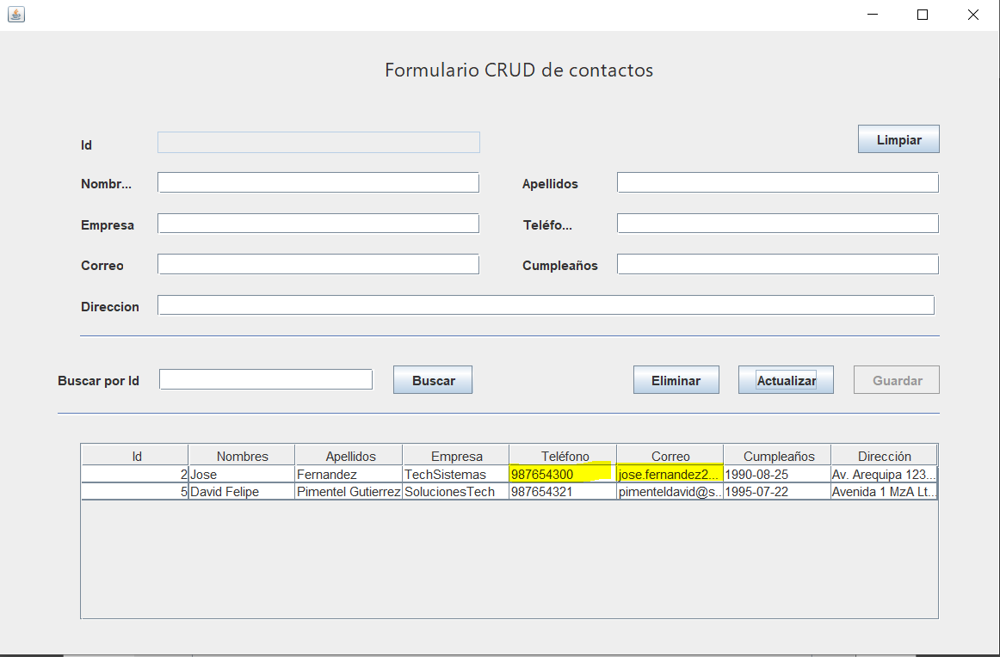 Formulario CRUD de contactos
Id
Limpiar
Nombr... Apellidos
Empresa Teléfo...
Correo Cumpleaños
Direccion
Buscar por Id Buscar Eliminar Actualizar Guardar
Id Nombres Apellidos Empresa Teléfono Correo Cumpleaños Dirección
2 Jose Fernandez TechSistemas 987654300 jose.fernandez2... 1990-08-25 Av. Arequipa 123...
5 David Felipe Pimentel Gutierrez SolucionesTech 987654321 pimenteldavid@s... 1995-07-22 Avenida 1 MzA Lt...